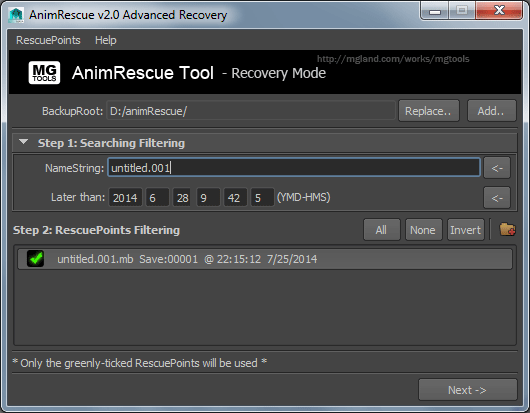 AnimRescue v2.0 Advanced Recovery
RescuePoints Help
http://mgland.com/works/mgtools
MG
TOOLS
AnimRescue Tool - Recovery Mode
BackupRoot: D:/animRescue/ Replace.. Add..
Step 1: Searching Filtering
NameString: untitled.001 <-
Later than: 2014 6 28 9 42 5 (YMD-HMS) <-
Step 2: RescuePoints Filtering All None Invert
untitled.001.mb Save:00001 @ 22:15:12 7/25/2014
* Only the greenly-ticked RescuePoints will be used *
Next ->